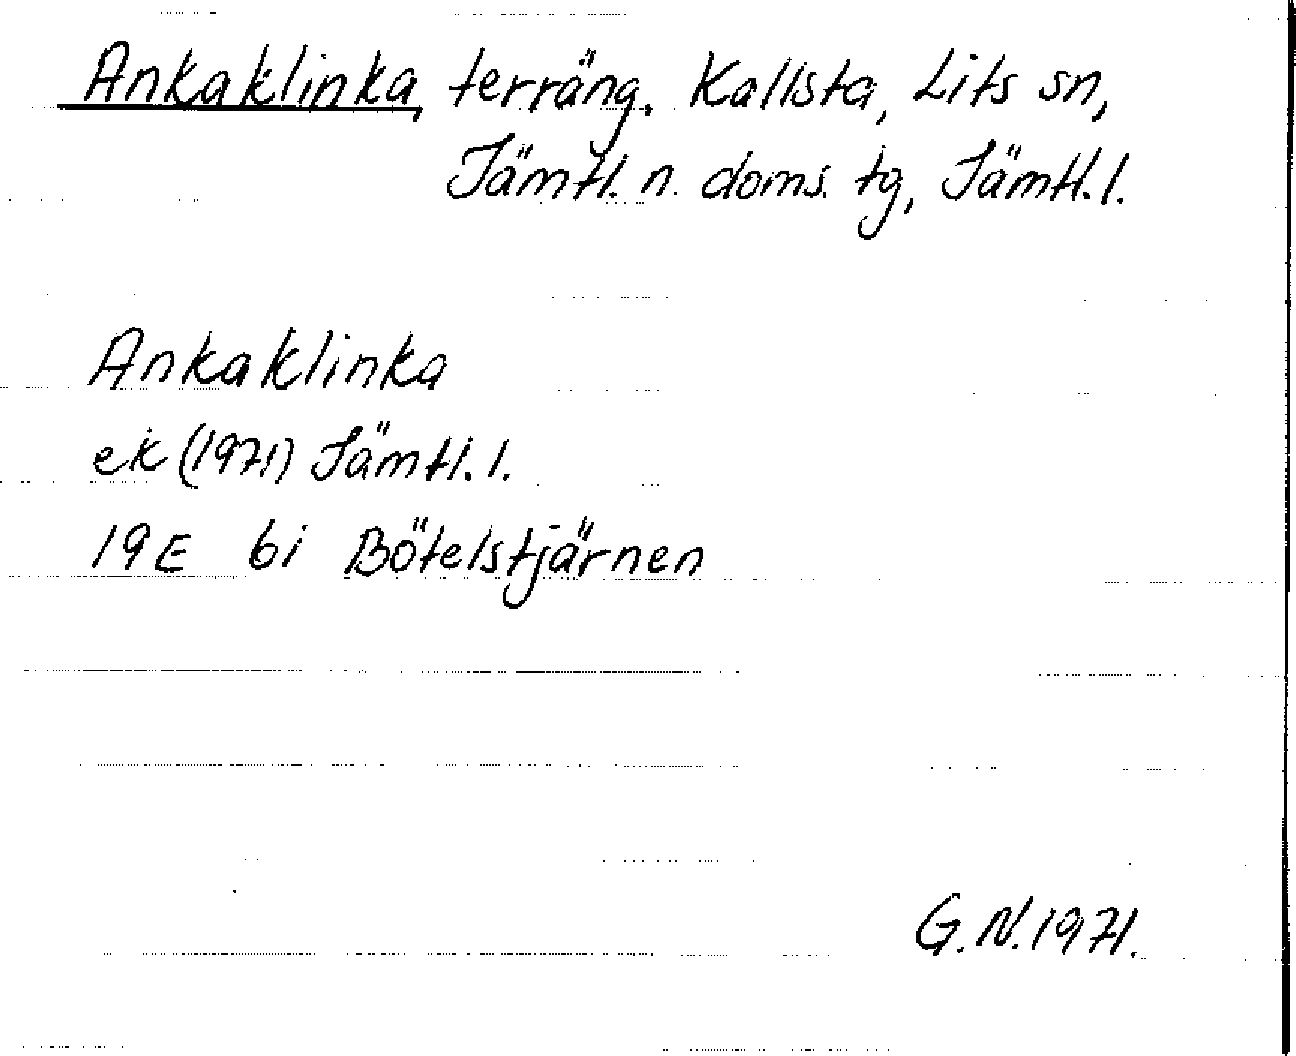 Ankaklinka, terräng. Kallsta, Lits sn,
Jämtl. n. doms. tg, Jämtl. l.
Ankaklinka
ek (1971) Jämtl. l.
19E 6i Bötelstjärnen
G.N. 1971.